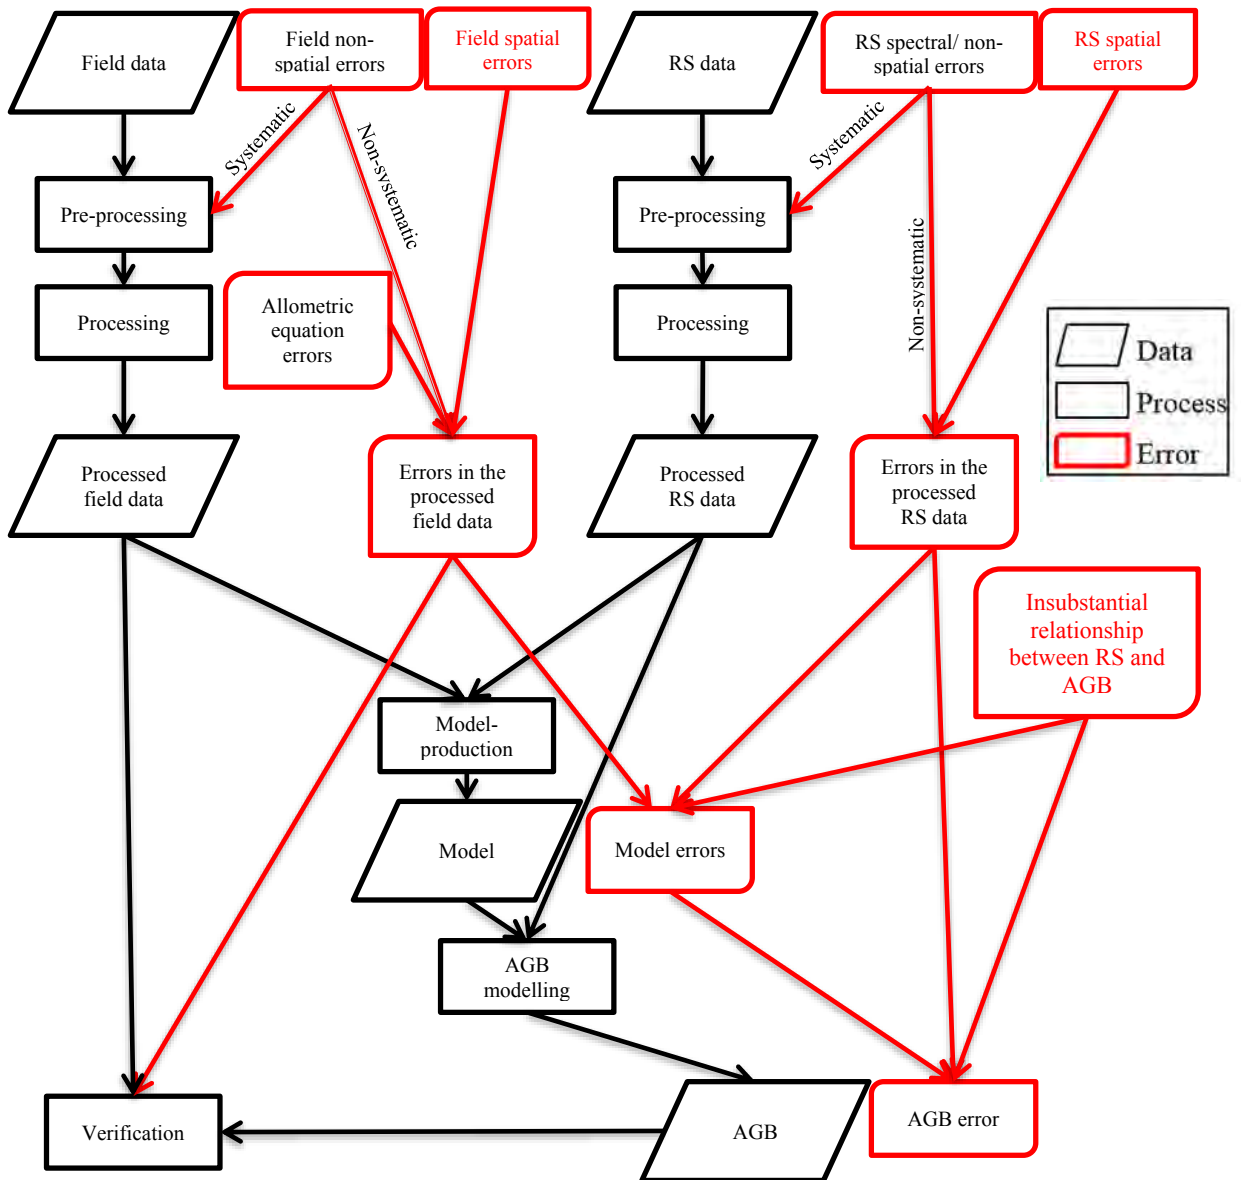 Field data
Field non-
spatial errors
Field spatial
errors
RS data
RS spectral/ non-
spatial errors
RS spatial
errors
Systematic
Non-systematic
Systematic
Non-systematic
Pre-processing
Pre-processing
Processing
Allometric
equation
errors
Processing
Data
Process
Error
Processed
field data
Errors in the
processed
field data
Processed
RS data
Errors in the
processed
RS data
Insubstantial
relationship
between RS and
AGB
Model-
production
Model
Model errors
AGB
modelling
Verification
AGB
AGB error